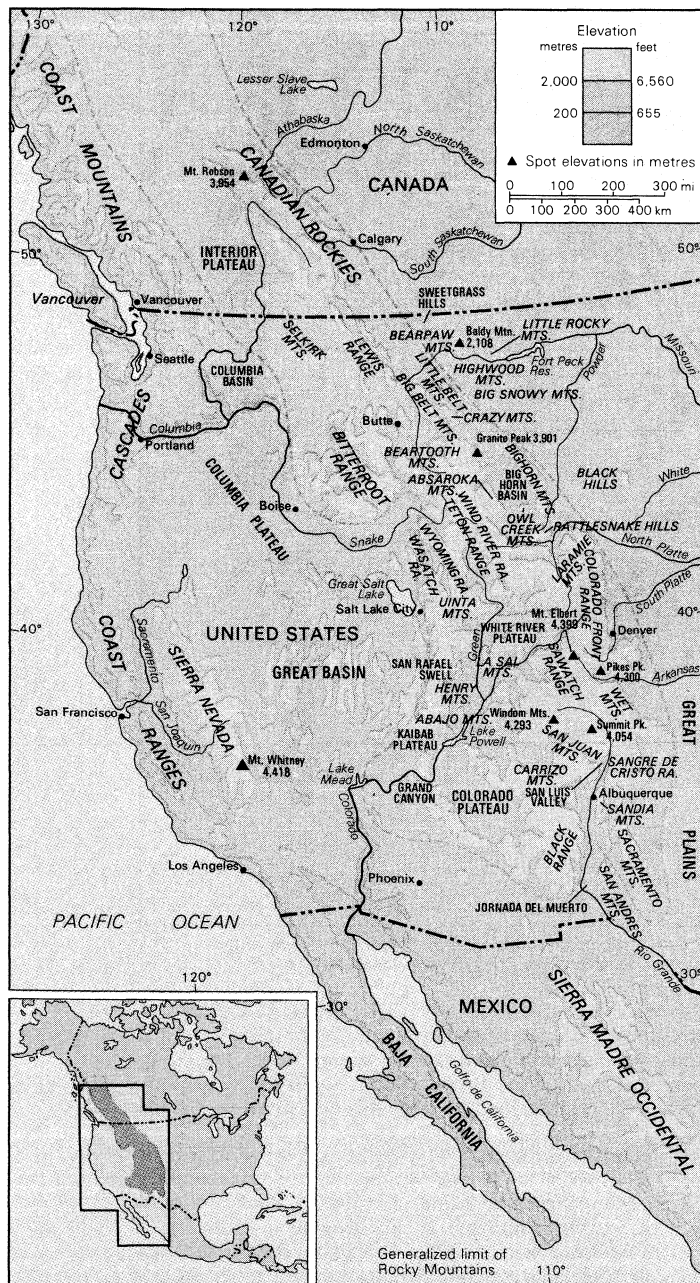 130°
120°
110°
Elevation
metres feet
2,000 6,560
200 655
▲ Spot elevations in metres
0 100 200 300 mi
0 100 200 300 400 km
Lesser Slave
Lake
Athabaska
Edmonton
North Saskatchewan
COAST
MOUNTAINS
Mt. Robson
3,954
CANADIAN ROCKIES
CANADA
50°
INTERIOR
PLATEAU
Calgary
South Saskatchewan
50°
SWEETGRASS
HILLS
Vancouver
Vancouver
SELKIRK
MTS.
LEWIS
RANGE
BEARPAW
MTS.
Baldy Mtn.
2,108
LITTLE ROCKY
MTS.
Missouri
Seattle
COLUMBIA
BASIN
LITTLE BELT
MTS.
Fort Peck
Res.
Powder
HIGHWOOD
MTS.
BIG SNOWY MTS.
BIG BELT MTS.
CRAZY MTS.
CASCADES
Columbia
Portland
Butte
Granite Peak 3,901
BITTERROOT
RANGE
BEARTOOTH
MTS.
BIGHORN MTS.
BIG
HORN
BASIN
BLACK
HILLS
White
COLUMBIA PLATEAU
ABSAROKA
MTS.
Boise
WIND RIVER RA.
TETON RANGE
OWL
CREEK
MTS.
RATTLESNAKE HILLS
North Platte
Snake
WYOMING RA.
WASATCH
RA.
LARAMIE
MTS.
COLORADO FRONT
RANGE
South Platte
Great Salt
Lake
Salt Lake City
UINTA
MTS.
Mt. Elbert
4,399
40°
40°
UNITED STATES
WHITE RIVER
PLATEAU
Denver
COAST
RANGES
Sacramento
SIERRA NEVADA
GREAT BASIN
Green
SAN RAFAEL
SWELL
LA SAL
MTS.
SAWATCH
RANGE
Pikes Pk.
4,300
Arkansas
HENRY
MTS.
WET
MTS.
GREAT
PLAINS
San Francisco
San Joaquin
ABAJO MTS.
Windom Mts.
4,293
KAIBAB
PLATEAU
Lake
Powell
SAN JUAN
MTS.
Summit Pk.
4,054
Mt. Whitney
4,418
Lake
Mead
GRAND
CANYON
CARRIZO
MTS.
SANGRE DE
CRISTO RA.
Colorado
COLORADO
PLATEAU
SAN LUIS
VALLEY
Albuquerque
SANDIA
MTS.
BLACK
RANGE
SACRAMENTO
MTS.
Los Angeles
Phoenix
SAN ANDRES
MTS.
PACIFIC OCEAN
JORNADA DEL MUERTO
Rio Grande
120°
30°
30°
MEXICO
SIERRA MADRE OCCIDENTAL
BAJA
CALIFORNIA
Golfo de California
Generalized limit of
Rocky Mountains
110°